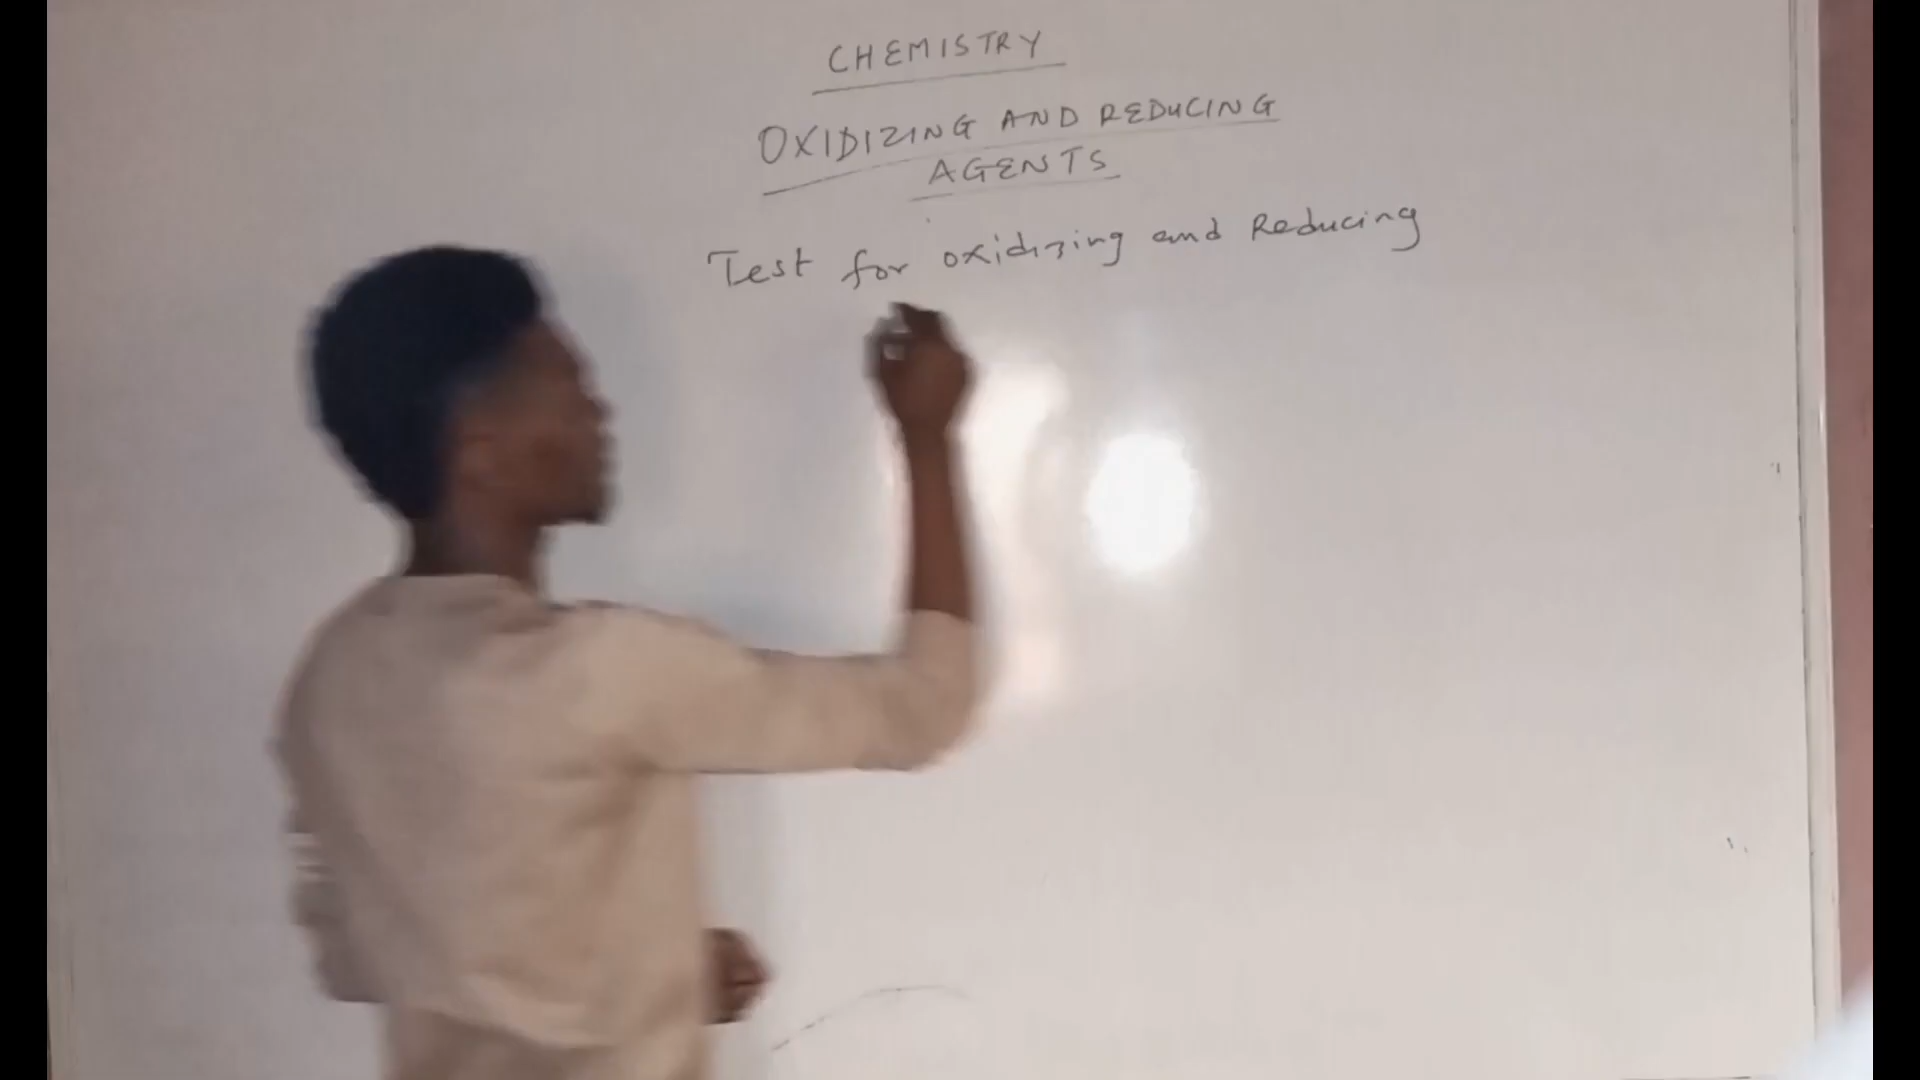 CHEMISTRY
OXIDIZING AND REDUCING
AGENTS
Test for oxidizing and Reducing